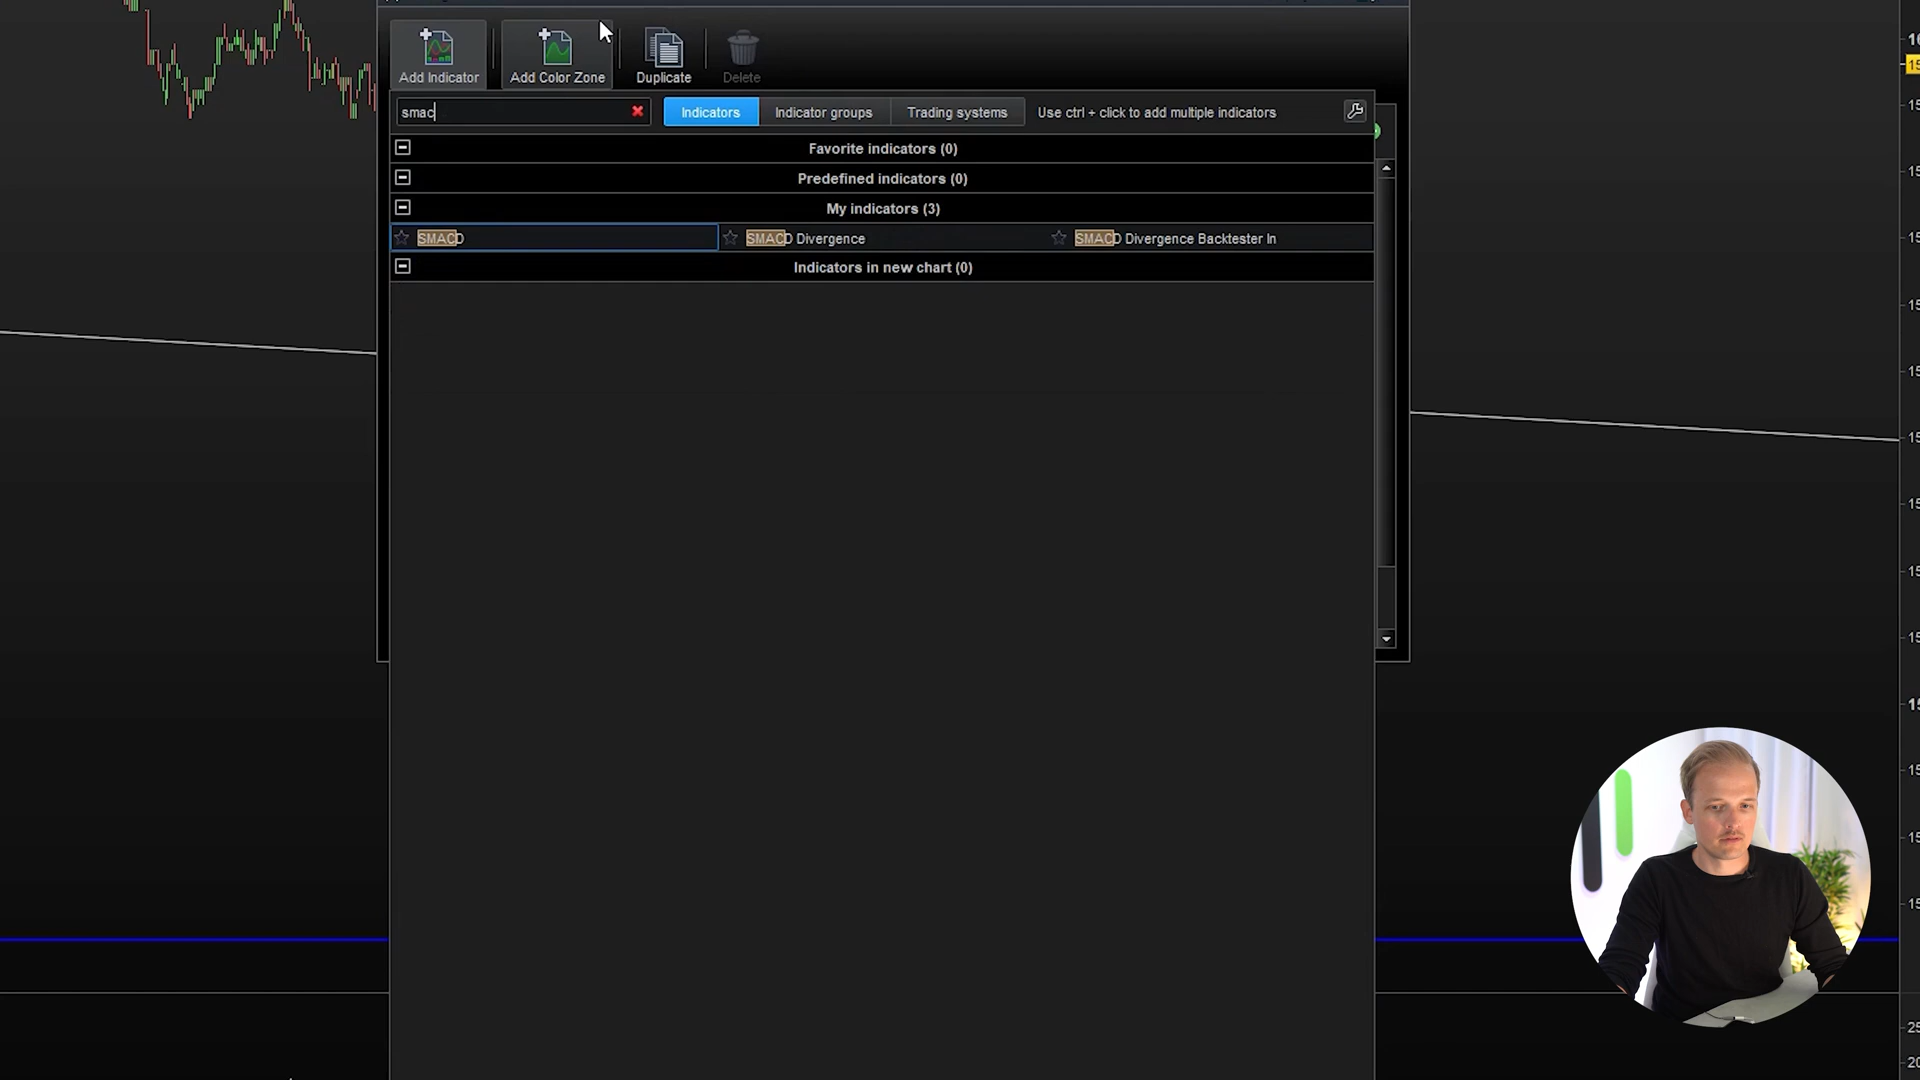 Add Indicator
Add Color Zone
Duplicate
Delete
smac
Indicators
Indicator groups
Trading systems
Use ctrl + click to add multiple indicators
Favorite indicators (0)
Predefined indicators (0)
My indicators (3)
SMACD
SMACD Divergence
SMACD Divergence Backtester In
Indicators in new chart (0)